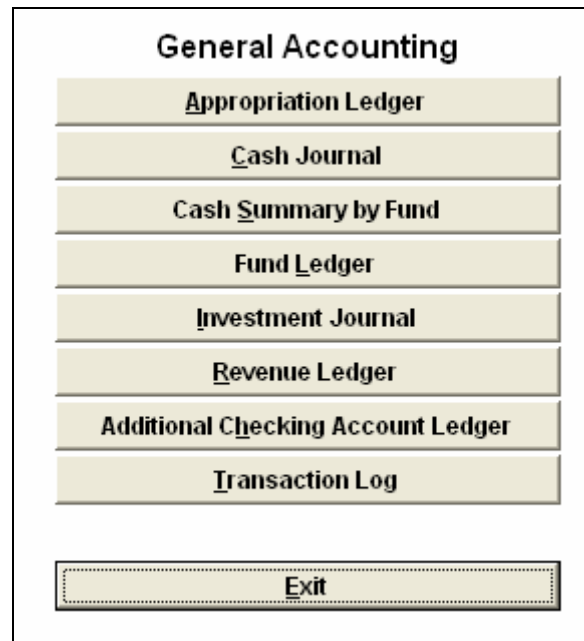 General Accounting
Appropriation Ledger
Cash Journal
Cash Summary by Fund
Fund Ledger
Investment Journal
Revenue Ledger
Additional Checking Account Ledger
Transaction Log
Exit